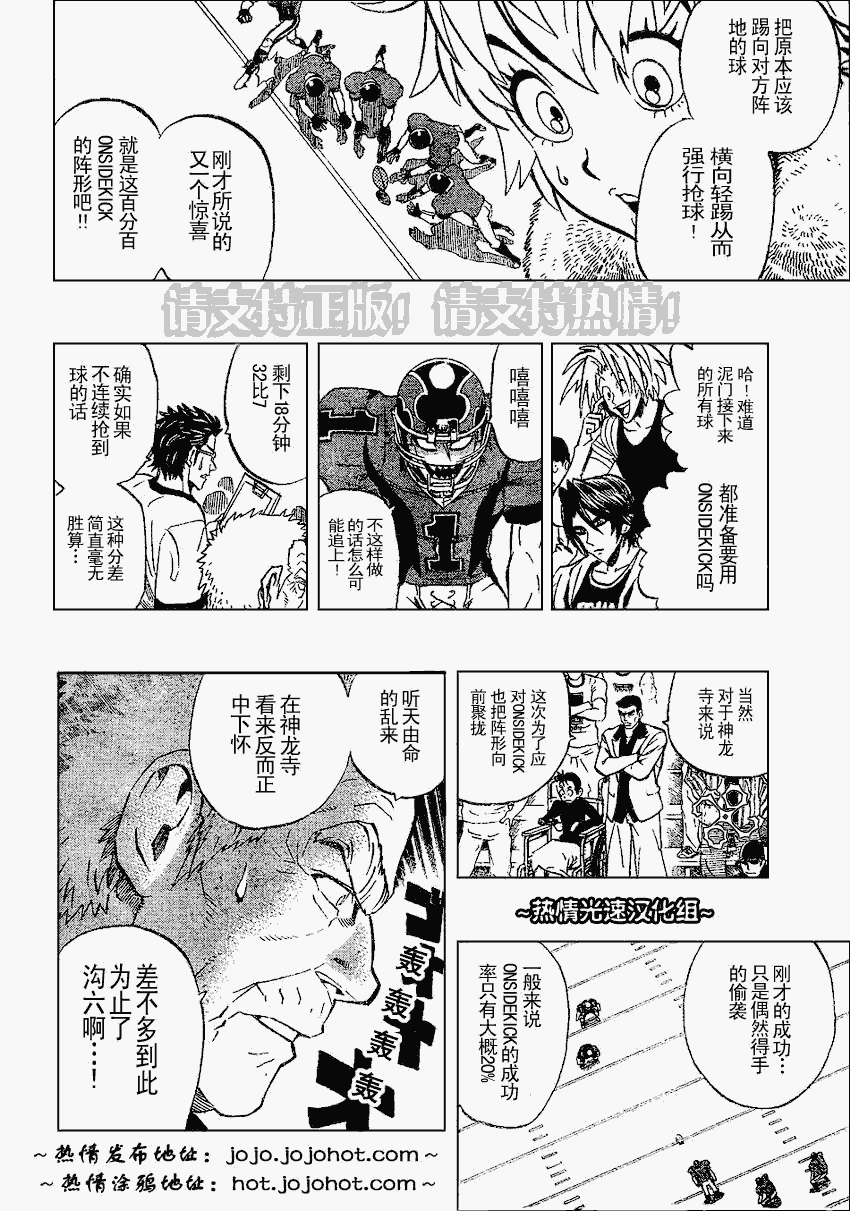 把原本应该
踢向对方阵
地的球
横向轻踢从而
强行抢球!
刚才所说的
又一个惊喜
就是这百分百
ONSIDEKICK
的阵形吧!!
请支持正版! 请支持热情!
哈!难道
泥门接下来
的所有球
都准备要用
ONSIDEKICK吗
嘻嘻嘻
1
1
不这样做
的话怎么可
能追上!
剩下18分钟
32比7
确实如果
不连续抢到
球的话
这种分差
简直毫无
胜算…
当然
对于神龙
寺来说
这次为了应
对ONSIDEKICK
也把阵形向
前聚拢
听天由命
的乱来
在神龙寺
看来反而正
中下怀
轰轰轰轰
差不多到此
为止了
沟六啊…!
~热情光速汉化组~
刚才的成功…
只是偶然得手
的偷袭
一般来说
ONSIDEKICK的成功
率只有大概20%
~热情发布地址: jojo.jojohot.com~
~热情涂鸦地址: hot.jojohot.com~